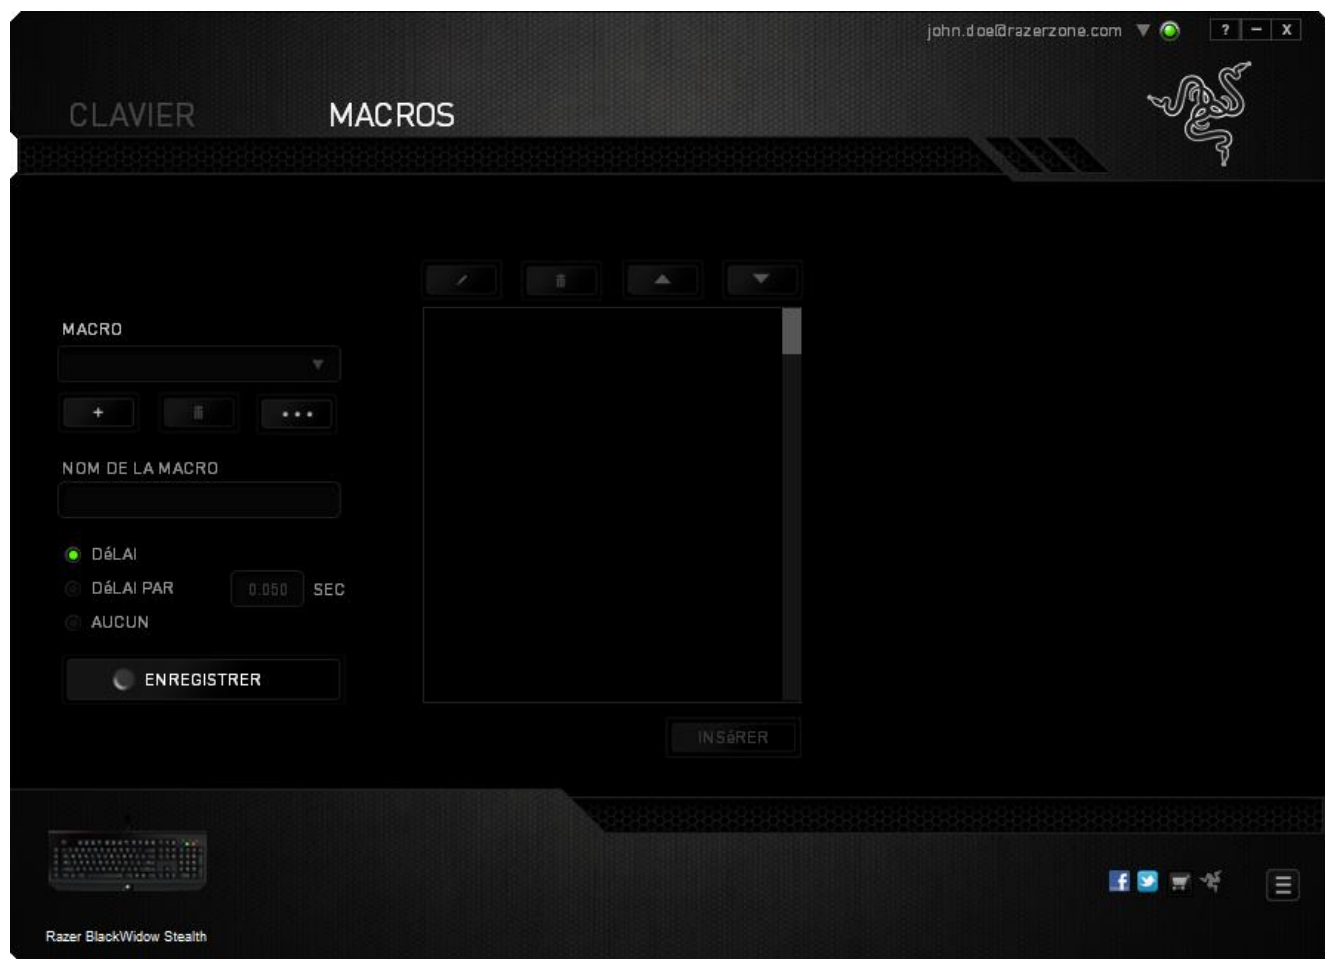 john.doe@razerzone.com
? – X
CLAVIER MACROS
MACRO
+ •••
NOM DE LA MACRO
DéLAI
DéLAI PAR 0.050 SEC
AUCUN
ENREGISTRER
INSéRER
Razer BlackWidow Stealth